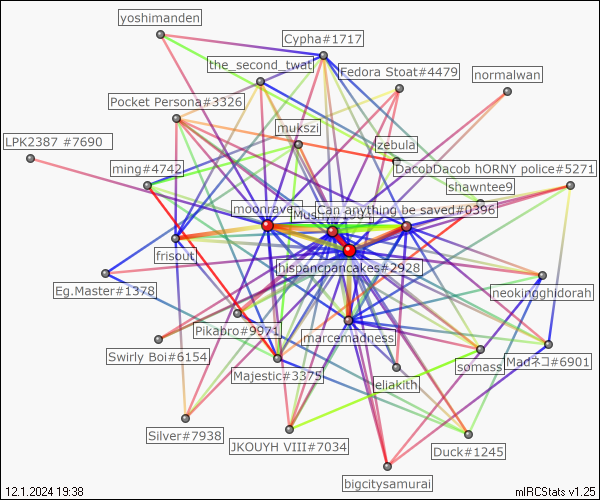 yoshimanden
Cypha#1717
the_second_twat
Fedora Stoat#4479
normalwan
Pocket Persona#3326
mukszi
zebula
LPK2387 #7690
ming#4742
DacobDacob hORNY police#5271
shawntee9
moonraven
Can anything be saved#0396
frisout
hispancpancakes#2928
Eg.Master#1378
neokingghidorah
Pikabro#9971
marcemadness
Swirly Boi#6154
somass
Madネコ#6901
Majestic#3375
eliakith
Silver#7938
JKOUYH VIII#7034
Duck#1245
bigcitysamurai
12.1.2024 19:38
mIRCStats v1.25